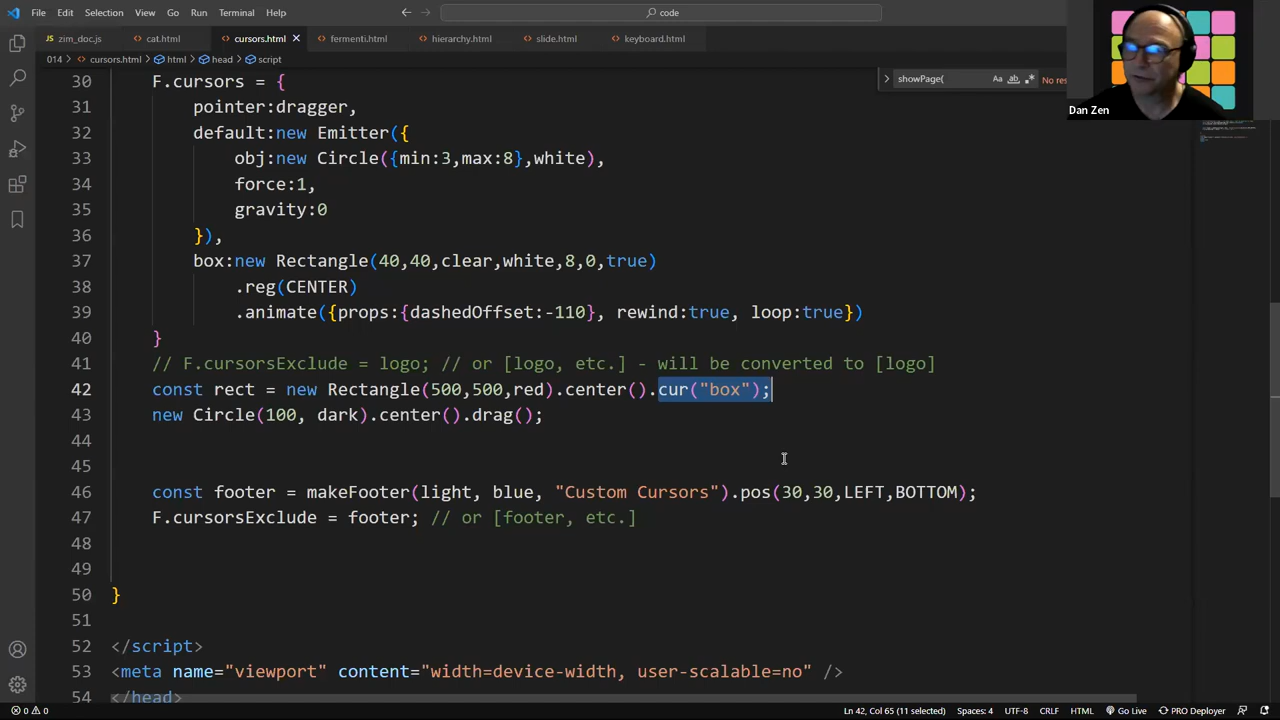 File Edit Selection View Go Run Terminal Help
code
JS zim_doc.js cat.html cursors.html fermenti.html hierarchy.html slide.html keyboard.html
014 > cursors.html > html > head > script
showPage( Aa ab .* No res
Dan Zen
30 F.cursors = {
31 pointer:dragger,
32 default:new Emitter({
33 obj:new Circle({min:3,max:8},white),
34 force:1,
35 gravity:0
36 }),
37 box:new Rectangle(40,40,clear,white,8,0,true)
38 .reg(CENTER)
39 .animate({props:{dashedOffset:-110}, rewind:true, loop:true})
40 }
41 // F.cursorsExclude = logo; // or [logo, etc.] - will be converted to [logo]
42 const rect = new Rectangle(500,500,red).center().cur("box");
43 new Circle(100, dark).center().drag();
44
45
46 const footer = makeFooter(light, blue, "Custom Cursors").pos(30,30,LEFT,BOTTOM);
47 F.cursorsExclude = footer; // or [footer, etc.]
48
49
50 }
51
52 </script>
53 <meta name="viewport" content="width=device-width, user-scalable=no" />
54 </head>
0 0 Ln 42, Col 65 (11 selected) Spaces: 4 UTF-8 CRLF HTML Go Live PRO Deployer